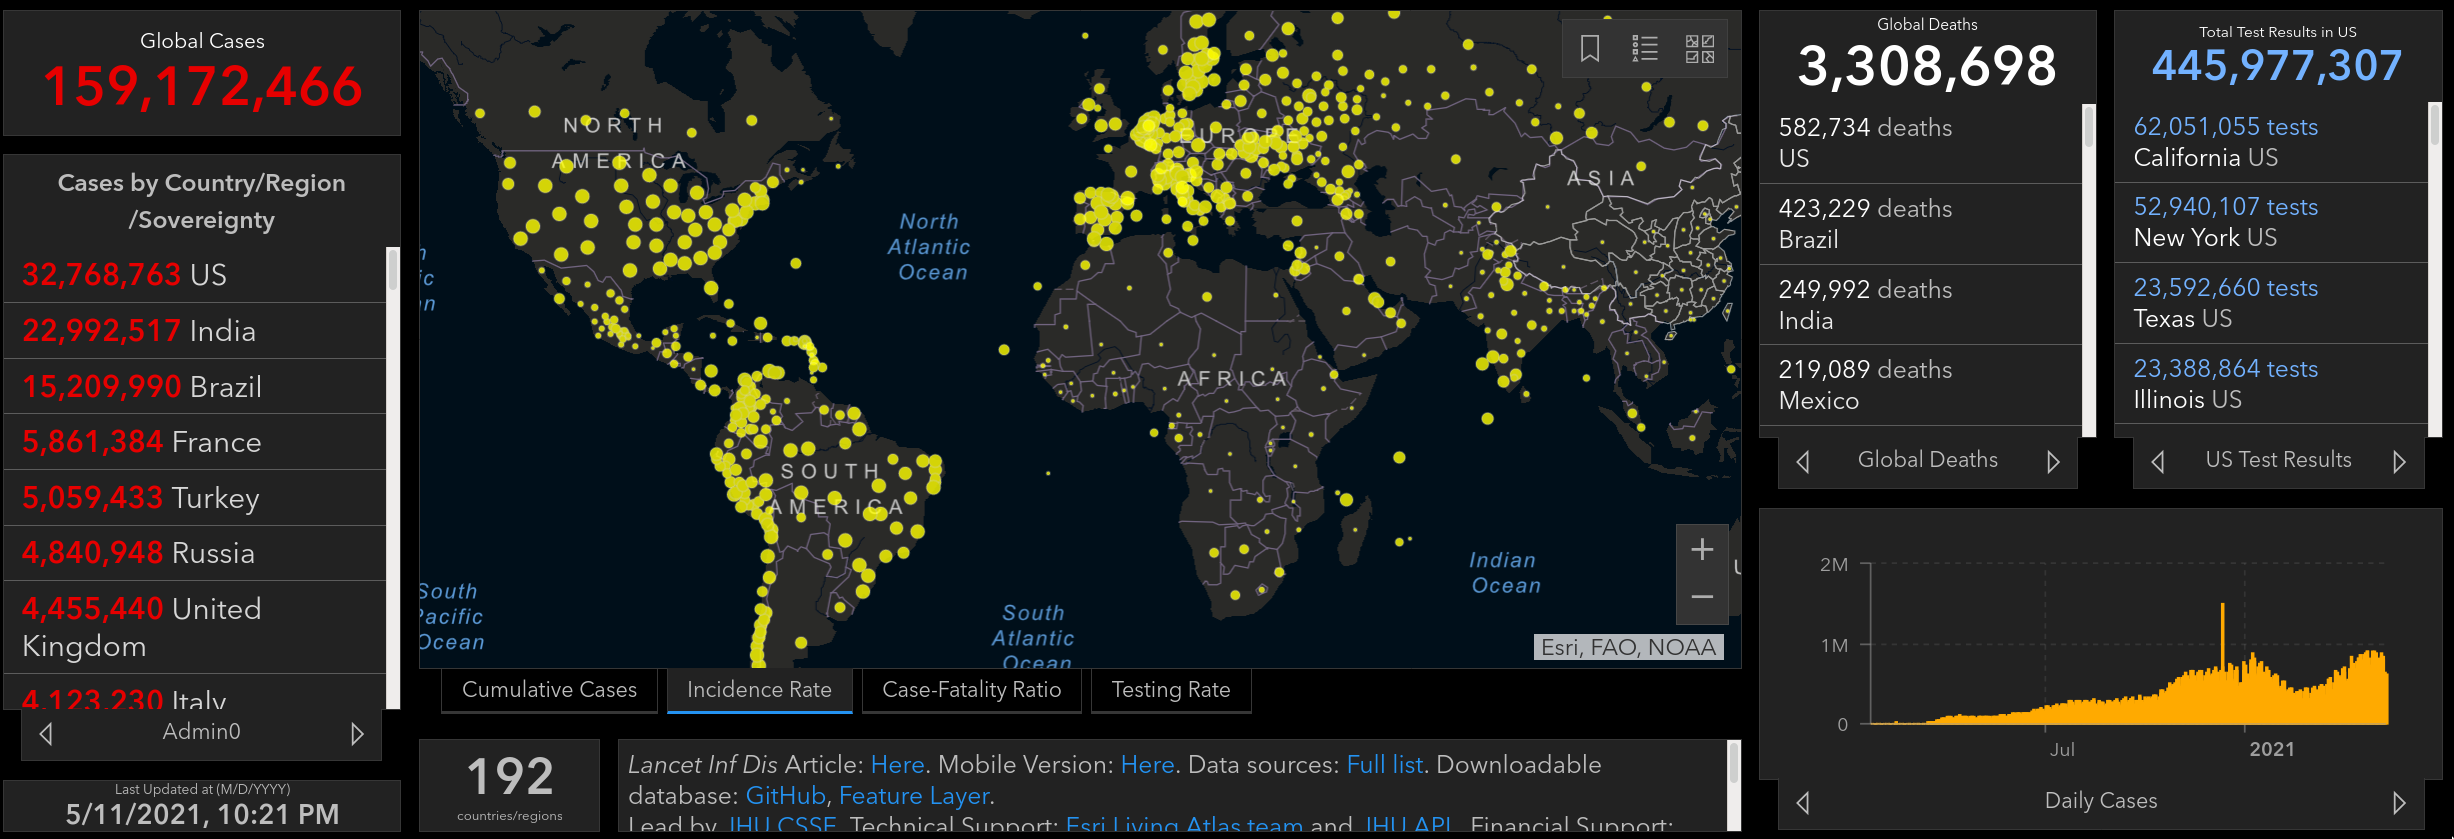 Global Cases
159,172,466
Cases by Country/Region
/Sovereignty
32,768,763 US
22,992,517 India
15,209,990 Brazil
5,861,384 France
5,059,433 Turkey
4,840,948 Russia
4,455,440 United
Kingdom
4,123,230 Italy
Admin0
Last Updated at (M/D/YYYY)
5/11/2021, 10:21 PM
NORTH
AMERICA
EUROPE
ASIA
North
Atlantic
Ocean
AFRICA
SOUTH
AMERICA
Indian
Ocean
South
Pacific
Ocean
South
Atlantic
Ocean
Esri, FAO, NOAA
Cumulative Cases
Incidence Rate
Case-Fatality Ratio
Testing Rate
192
countries/regions
Lancet Inf Dis Article: Here. Mobile Version: Here. Data sources: Full list. Downloadable
database: GitHub, Feature Layer.
Lead by JHU CSSE. Technical Support: Esri Living Atlas team and JHU APL. Financial Support:
Global Deaths
3,308,698
582,734 deaths
US
423,229 deaths
Brazil
249,992 deaths
India
219,089 deaths
Mexico
Global Deaths
Total Test Results in US
445,977,307
62,051,055 tests
California US
52,940,107 tests
New York US
23,592,660 tests
Texas US
23,388,864 tests
Illinois US
US Test Results
2M
1M
0
Jul
2021
Daily Cases